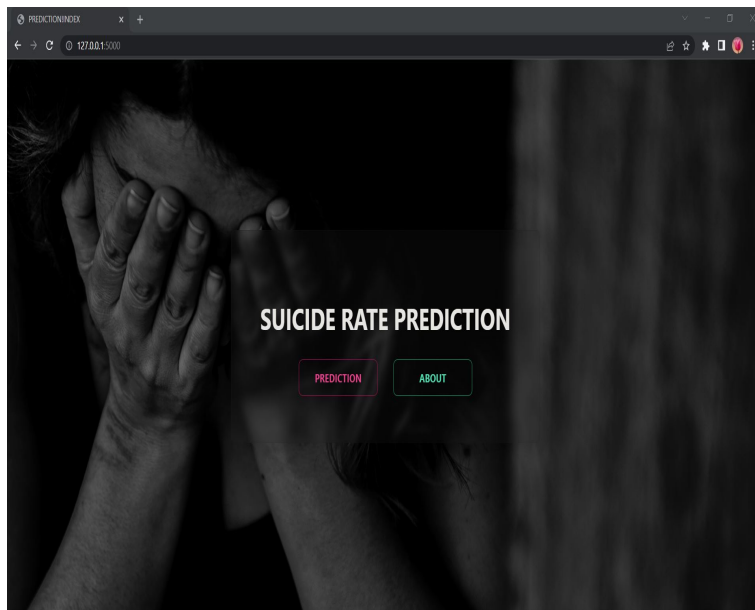 PREDICTION!INDEX
127.0.0.1:5000
SUICIDE RATE PREDICTION
PREDICTION
ABOUT